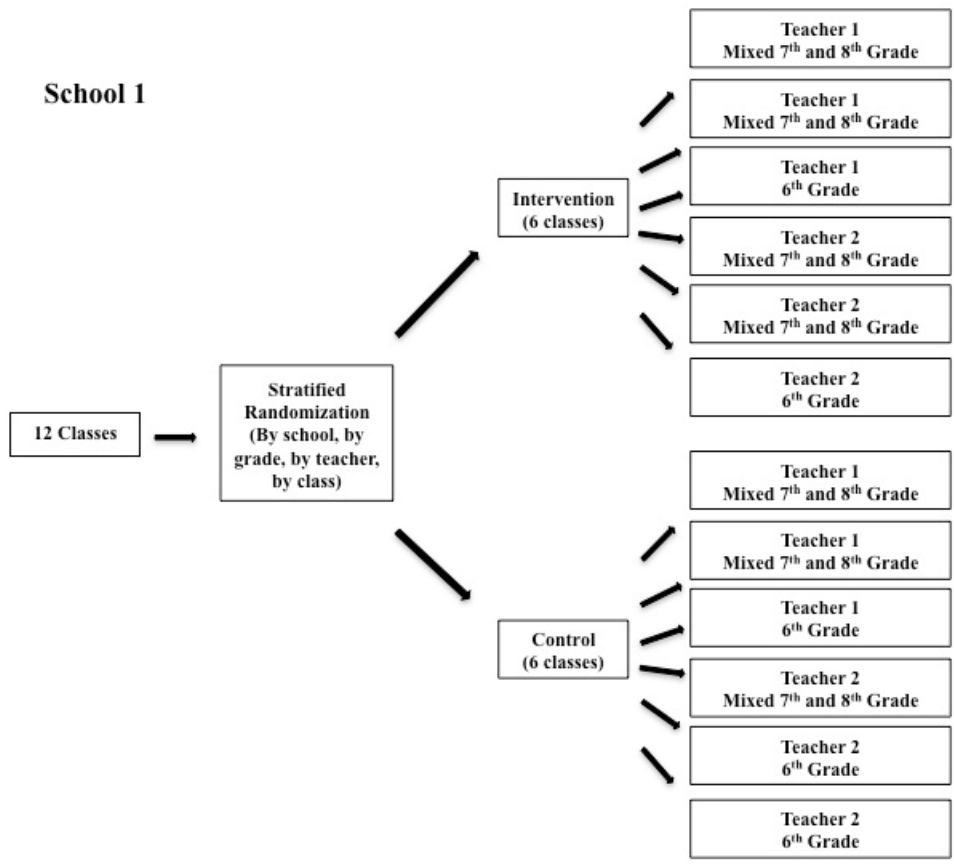 School 1
12 Classes
Stratified
Randomization
(By school, by
grade, by teacher,
by class)
Intervention
(6 classes)
Teacher 1
Mixed 7th and 8th Grade
Teacher 1
Mixed 7th and 8th Grade
Teacher 1
6th Grade
Teacher 2
Mixed 7th and 8th Grade
Teacher 2
Mixed 7th and 8th Grade
Teacher 2
6th Grade
Control
(6 classes)
Teacher 1
Mixed 7th and 8th Grade
Teacher 1
Mixed 7th and 8th Grade
Teacher 1
6th Grade
Teacher 2
Mixed 7th and 8th Grade
Teacher 2
6th Grade
Teacher 2
6th Grade